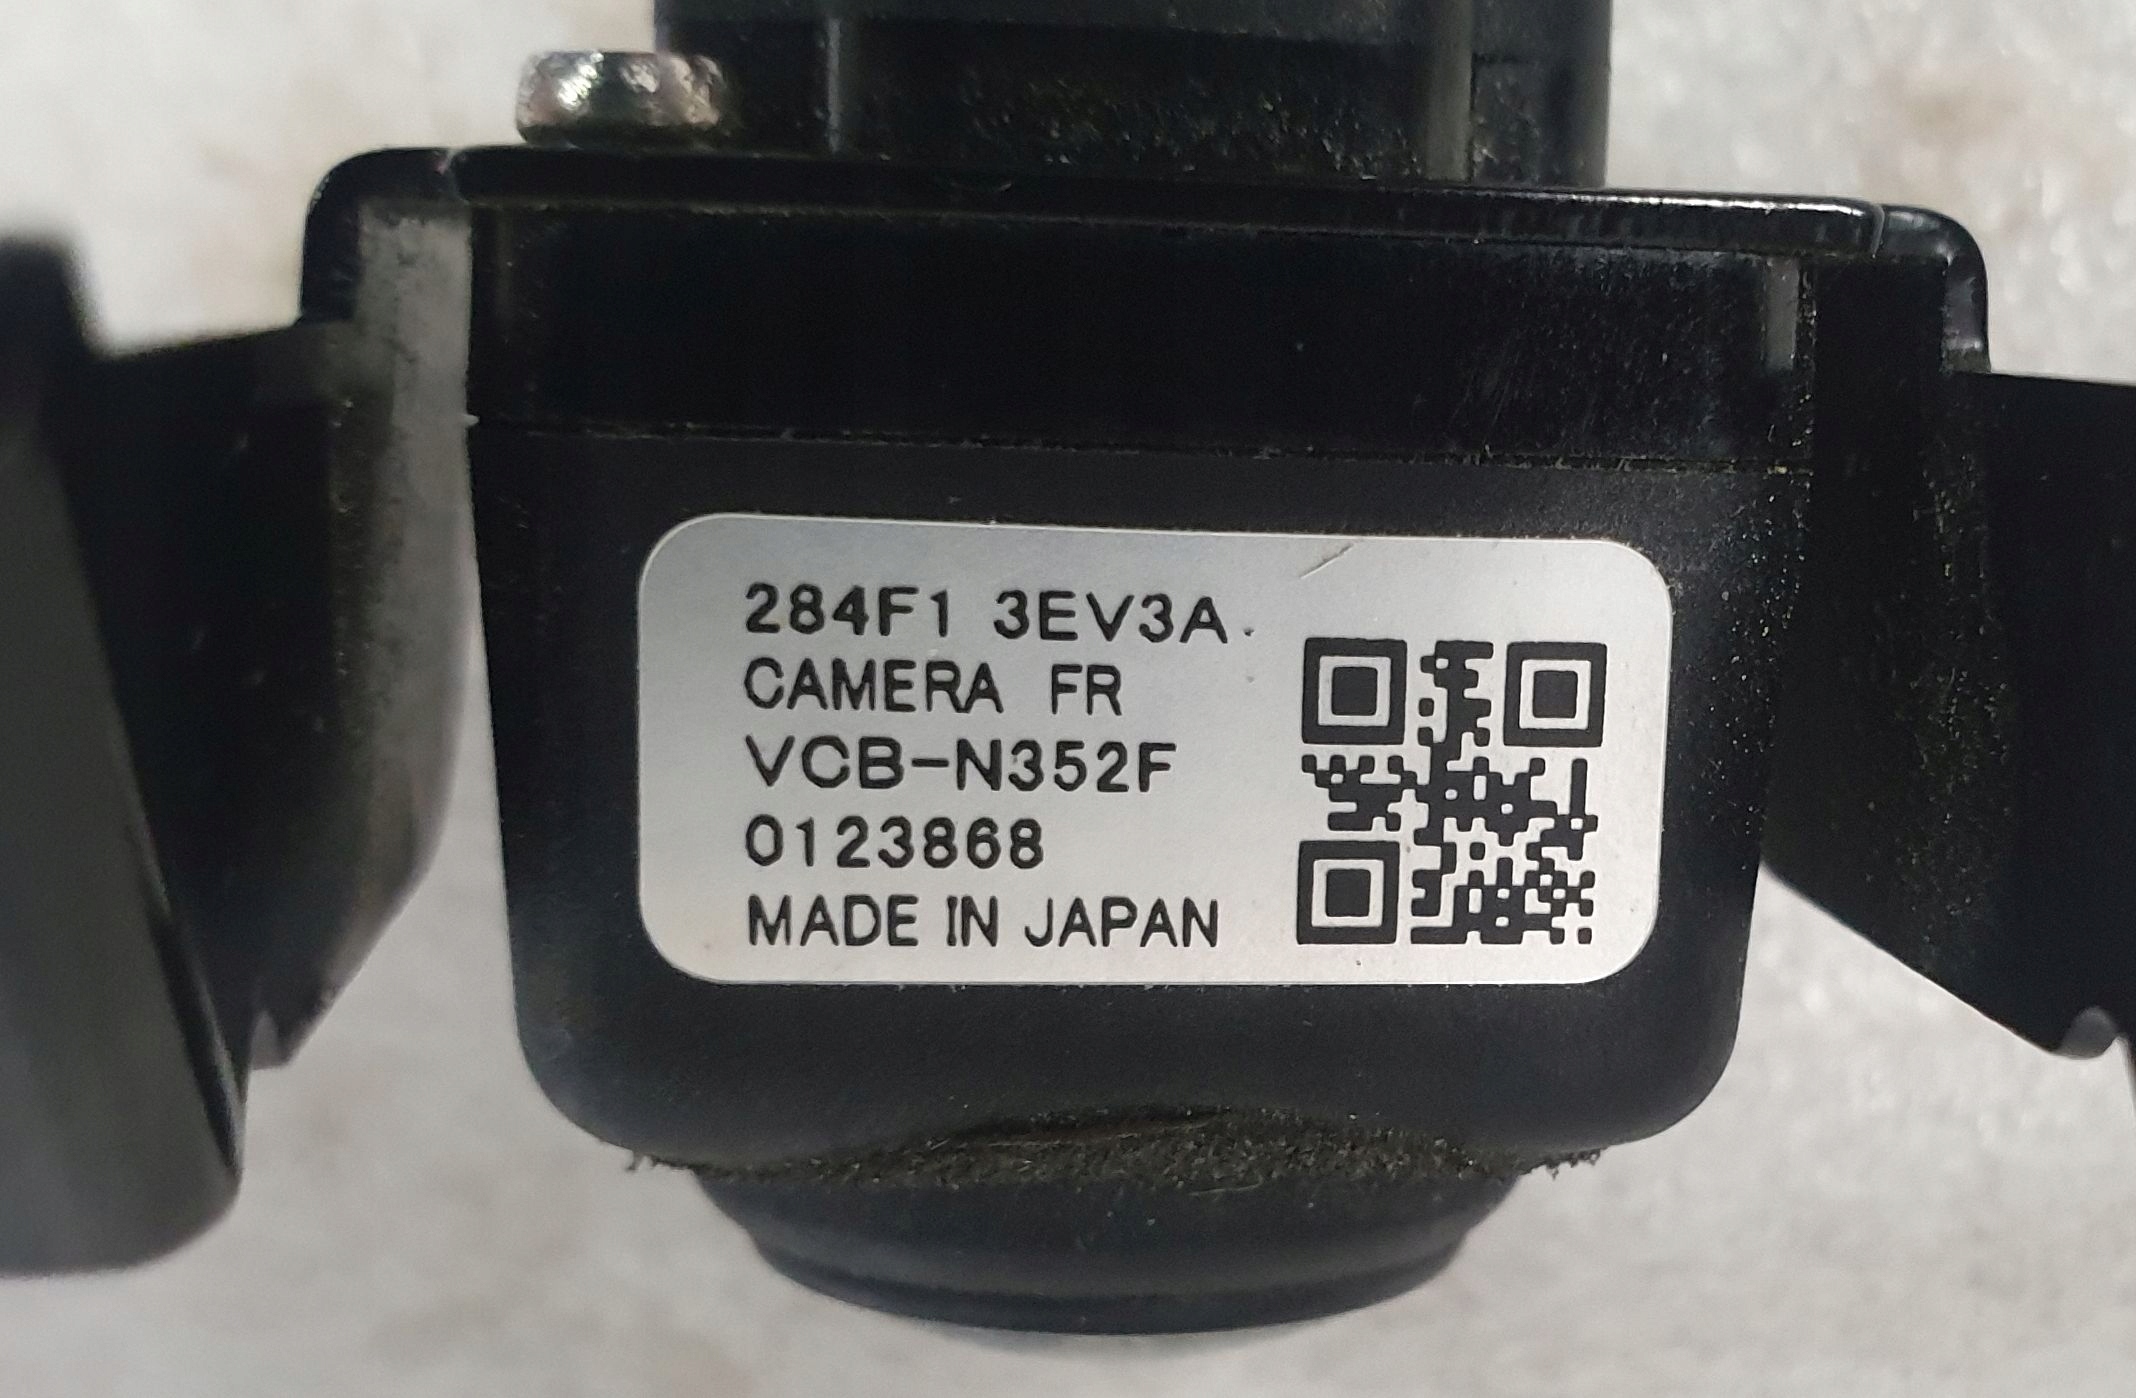 284F1 3EV3A
CAMERA FR
VCB-N352F
0123868
MADE IN JAPAN